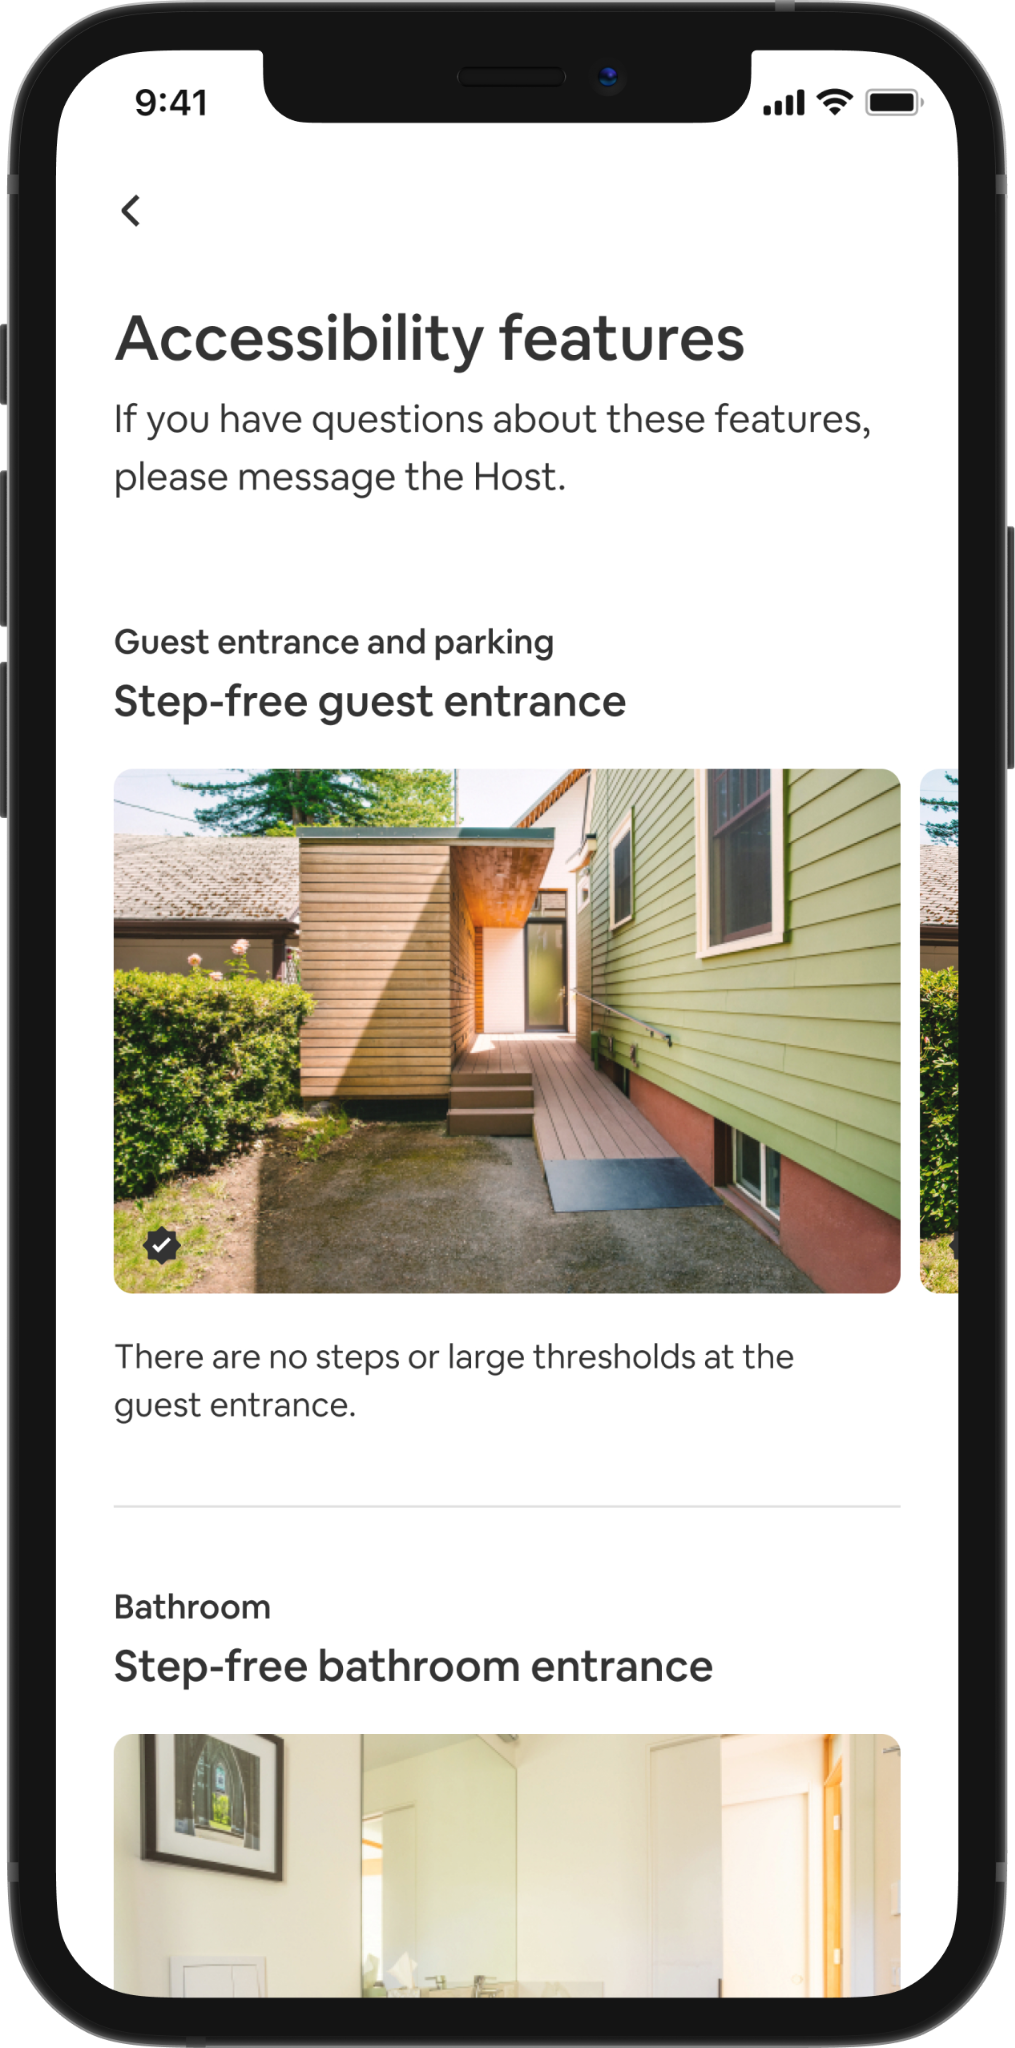 9:41
Accessibility features
If you have questions about these features,
please message the Host.
Guest entrance and parking
Step-free guest entrance
There are no steps or large thresholds at the
guest entrance.
Bathroom
Step-free bathroom entrance